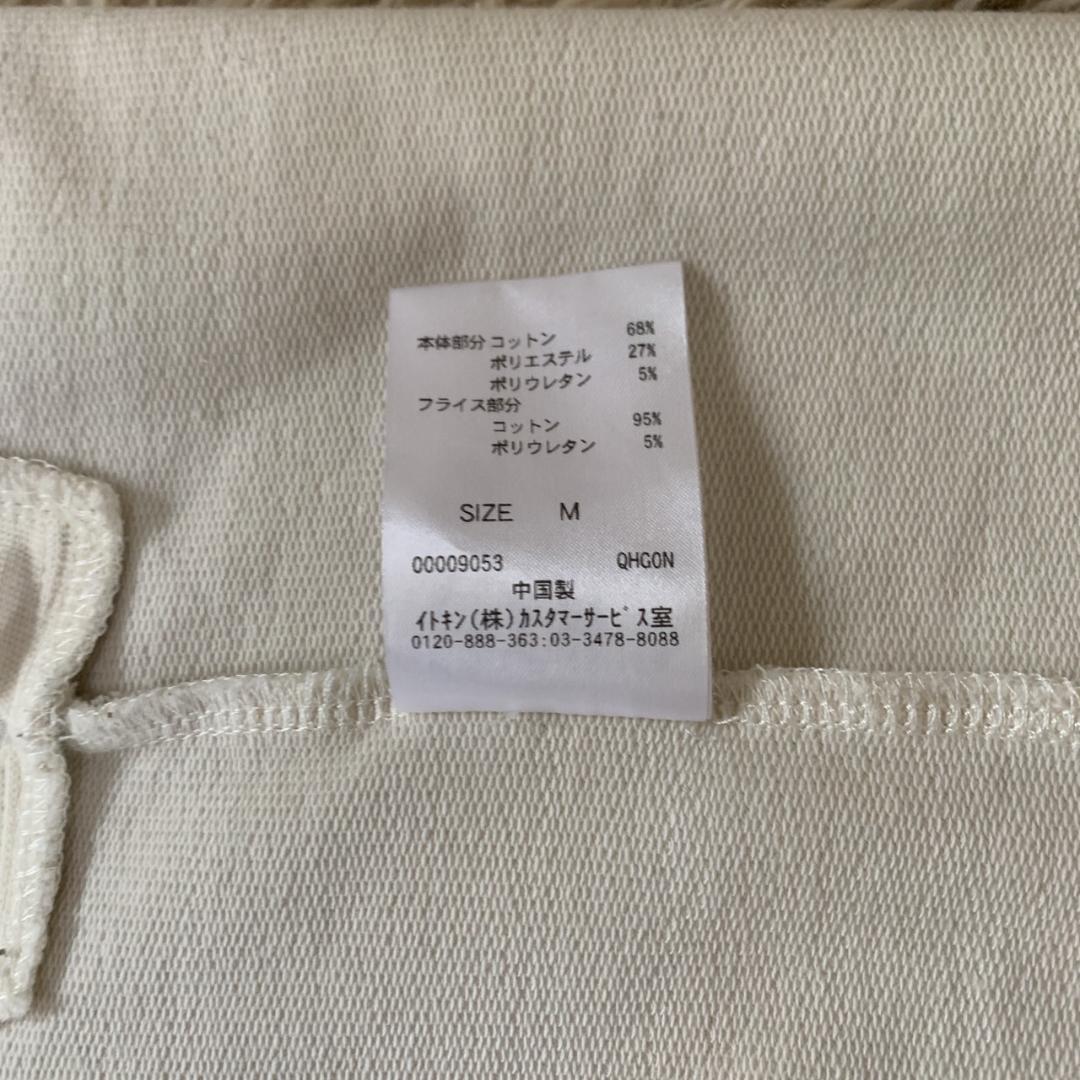 本体部分 コットン 68%
ポリエステル 27%
ポリウレタン 5%
フライス部分
コットン 95%
ポリウレタン 5%
SIZE M
00009053 QHG0N
中国製
イトキン(株)カスタマーサービス室
0120-888-363:03-3478-8088